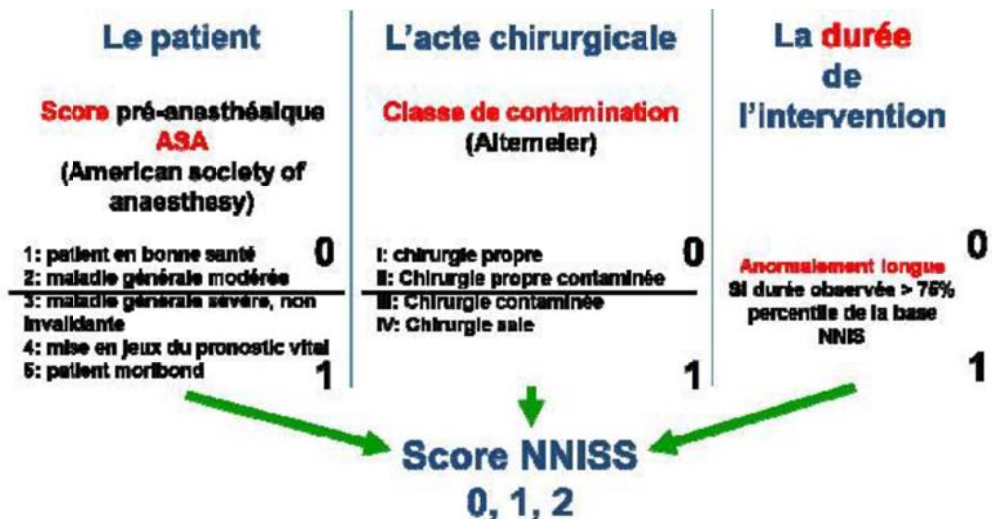 Le patient
Score pré-anesthésique
ASA
(American society of
anaesthesy)
1: patient en bonne santé
2: maladie générale modérée
0
3: maladie générale sévère, non
invalidante
4: mise en jeux du pronostic vital
5: patient moribond
1
L'acte chirurgicale
Classe de contamination
(Altemeier)
I: chirurgie propre
II: Chirurgie propre contaminée
0
III: Chirurgie contaminée
IV: Chirurgie sale
1
La durée
de
l'intervention
0
Anormalement longue
Si durée observée > 75%
percentile de la base
NNIS
1
Score NNISS
0, 1, 2